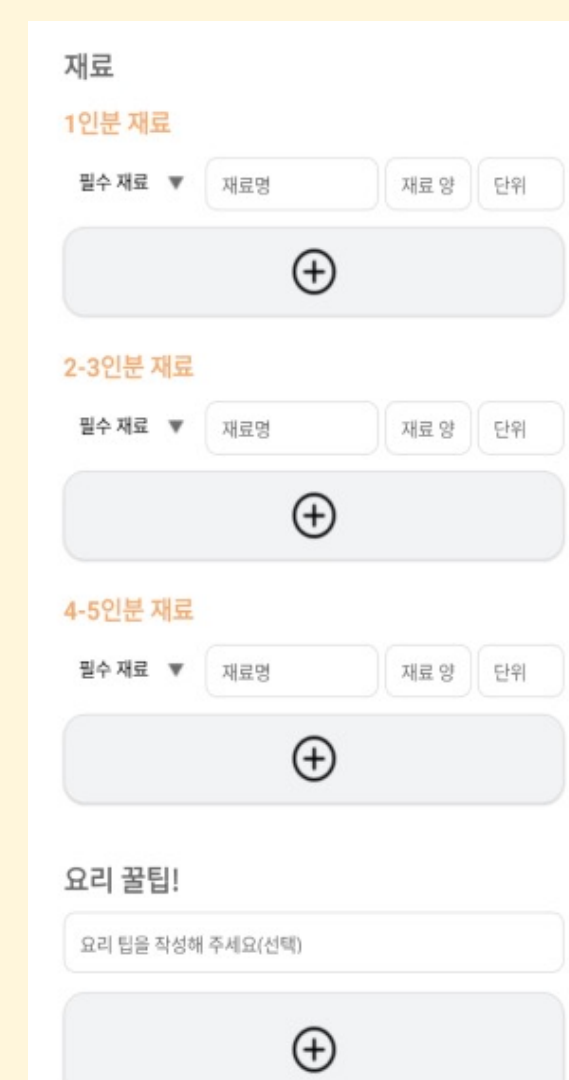 재료
1인분 재료
필수 재료 ▼ 재료명 재료 양 단위
2-3인분 재료
필수 재료 ▼ 재료명 재료 양 단위
4-5인분 재료
필수 재료 ▼ 재료명 재료 양 단위
요리 꿀팁!
요리 팁을 작성해 주세요(선택)